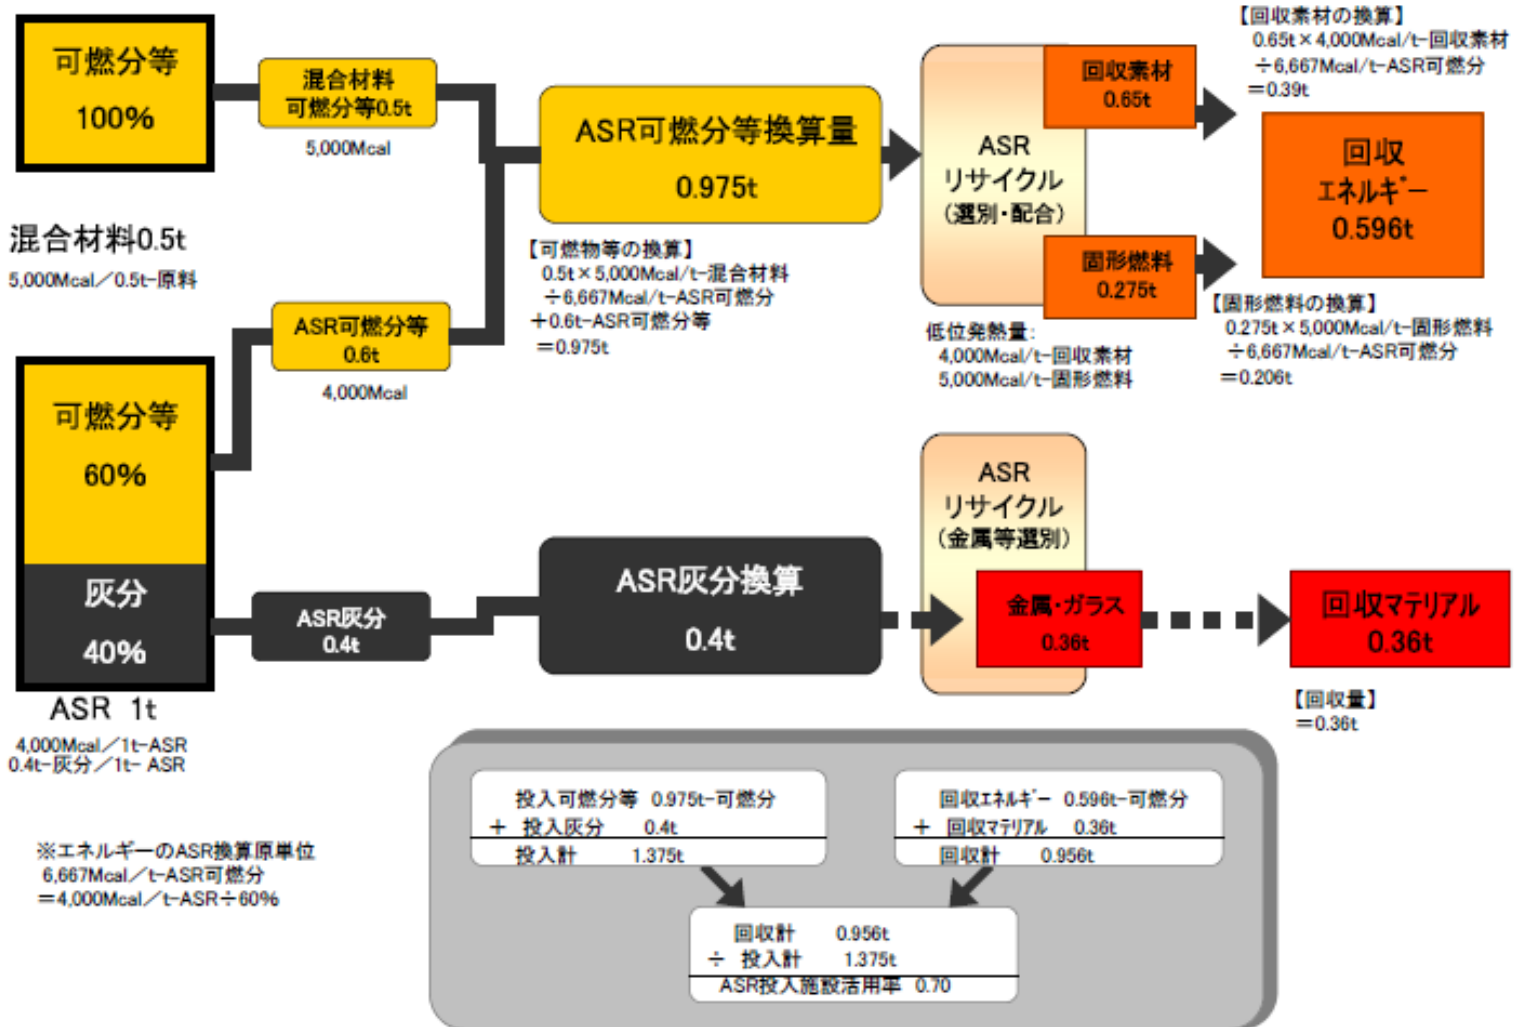 可燃分等
100%
混合材料
可燃分等0.5t
5,000Mcal
混合材料0.5t
5,000Mcal／0.5t-原料
ASR可燃分等
0.6t
4,000Mcal
可燃分等
60%
灰分
40%
ASR 1t
4,000Mcal／1t-ASR
0.4t-灰分／1t- ASR
ASR灰分
0.4t
ASR可燃分等換算量
0.975t
【可燃物等の換算】
0.5t×5,000Mcal/t-混合材料
÷6,667Mcal/t-ASR可燃分
＋0.6t-ASR可燃分等
＝0.975t
ASR灰分換算
0.4t
ASR
リサイクル
（選別・配合）
回収素材
0.65t
固形燃料
0.275t
低位発熱量:
4,000Mcal/t-回収素材
5,000Mcal/t-固形燃料
【回収素材の換算】
0.65t×4,000Mcal/t-回収素材
÷6,667Mcal/t-ASR可燃分
＝0.39t
回収
エネルギー
0.596t
【固形燃料の換算】
0.275t×5,000Mcal/t-固形燃料
÷6,667Mcal/t-ASR可燃分
＝0.206t
ASR
リサイクル
（金属等選別）
金属・ガラス
0.36t
回収マテリアル
0.36t
【回収量】
＝0.36t
※エネルギーのASR換算原単位
6,667Mcal／t-ASR可燃分
＝4,000Mcal／t-ASR÷60%
投入可燃分等 0.975t-可燃分
＋ 投入灰分 0.4t
投入計 1.375t
回収エネルギー 0.596t-可燃分
＋ 回収マテリアル 0.36t
回収計 0.956t
回収計 0.956t
÷ 投入計 1.375t
ASR投入施設活用率 0.70